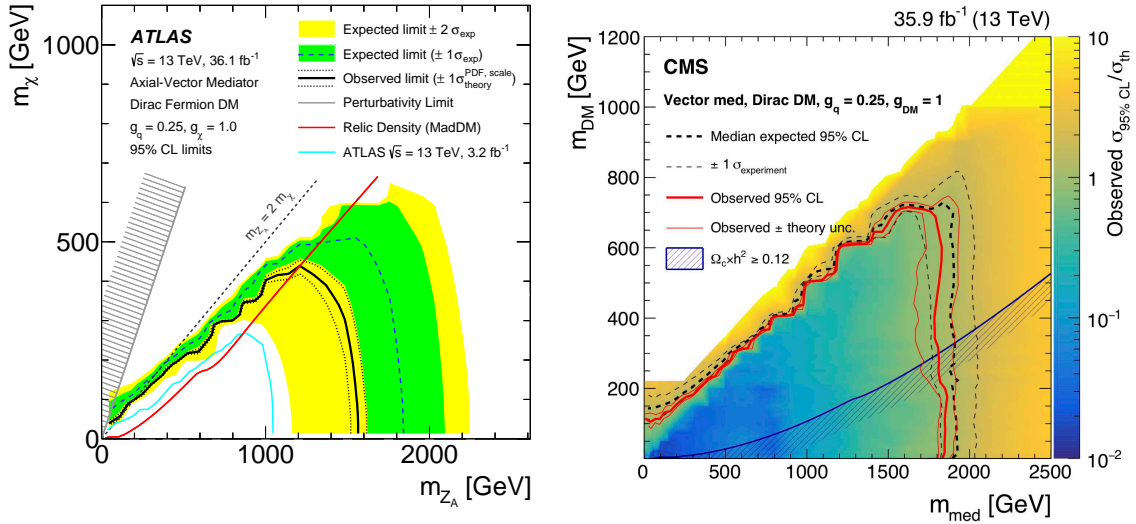 ATLAS
√s = 13 TeV, 36.1 fb⁻¹
Axial-Vector Mediator
Dirac Fermion DM
g_q = 0.25, g_χ = 1.0
95% CL limits
Expected limit ± 2 σ_exp
Expected limit (± 1σ_exp)
Observed limit (± 1σ_theory^PDF, scale)
Perturbativity Limit
Relic Density (MadDM)
ATLAS √s = 13 TeV, 3.2 fb⁻¹
m_Z_A = 2 m_χ
m_χ [GeV]
1000
500
0
0 1000 2000
m_Z_A [GeV]
35.9 fb⁻¹ (13 TeV)
CMS
Vector med, Dirac DM, g_q = 0.25, g_DM = 1
Median expected 95% CL
± 1 σ_experiment
Observed 95% CL
Observed ± theory unc.
Ω_c×h² ≥ 0.12
m_DM [GeV]
1200
1000
800
600
400
200
0
0 500 1000 1500 2000 2500
m_med [GeV]
10
1
10⁻¹
10⁻²
Observed σ_95% CL/σ_th